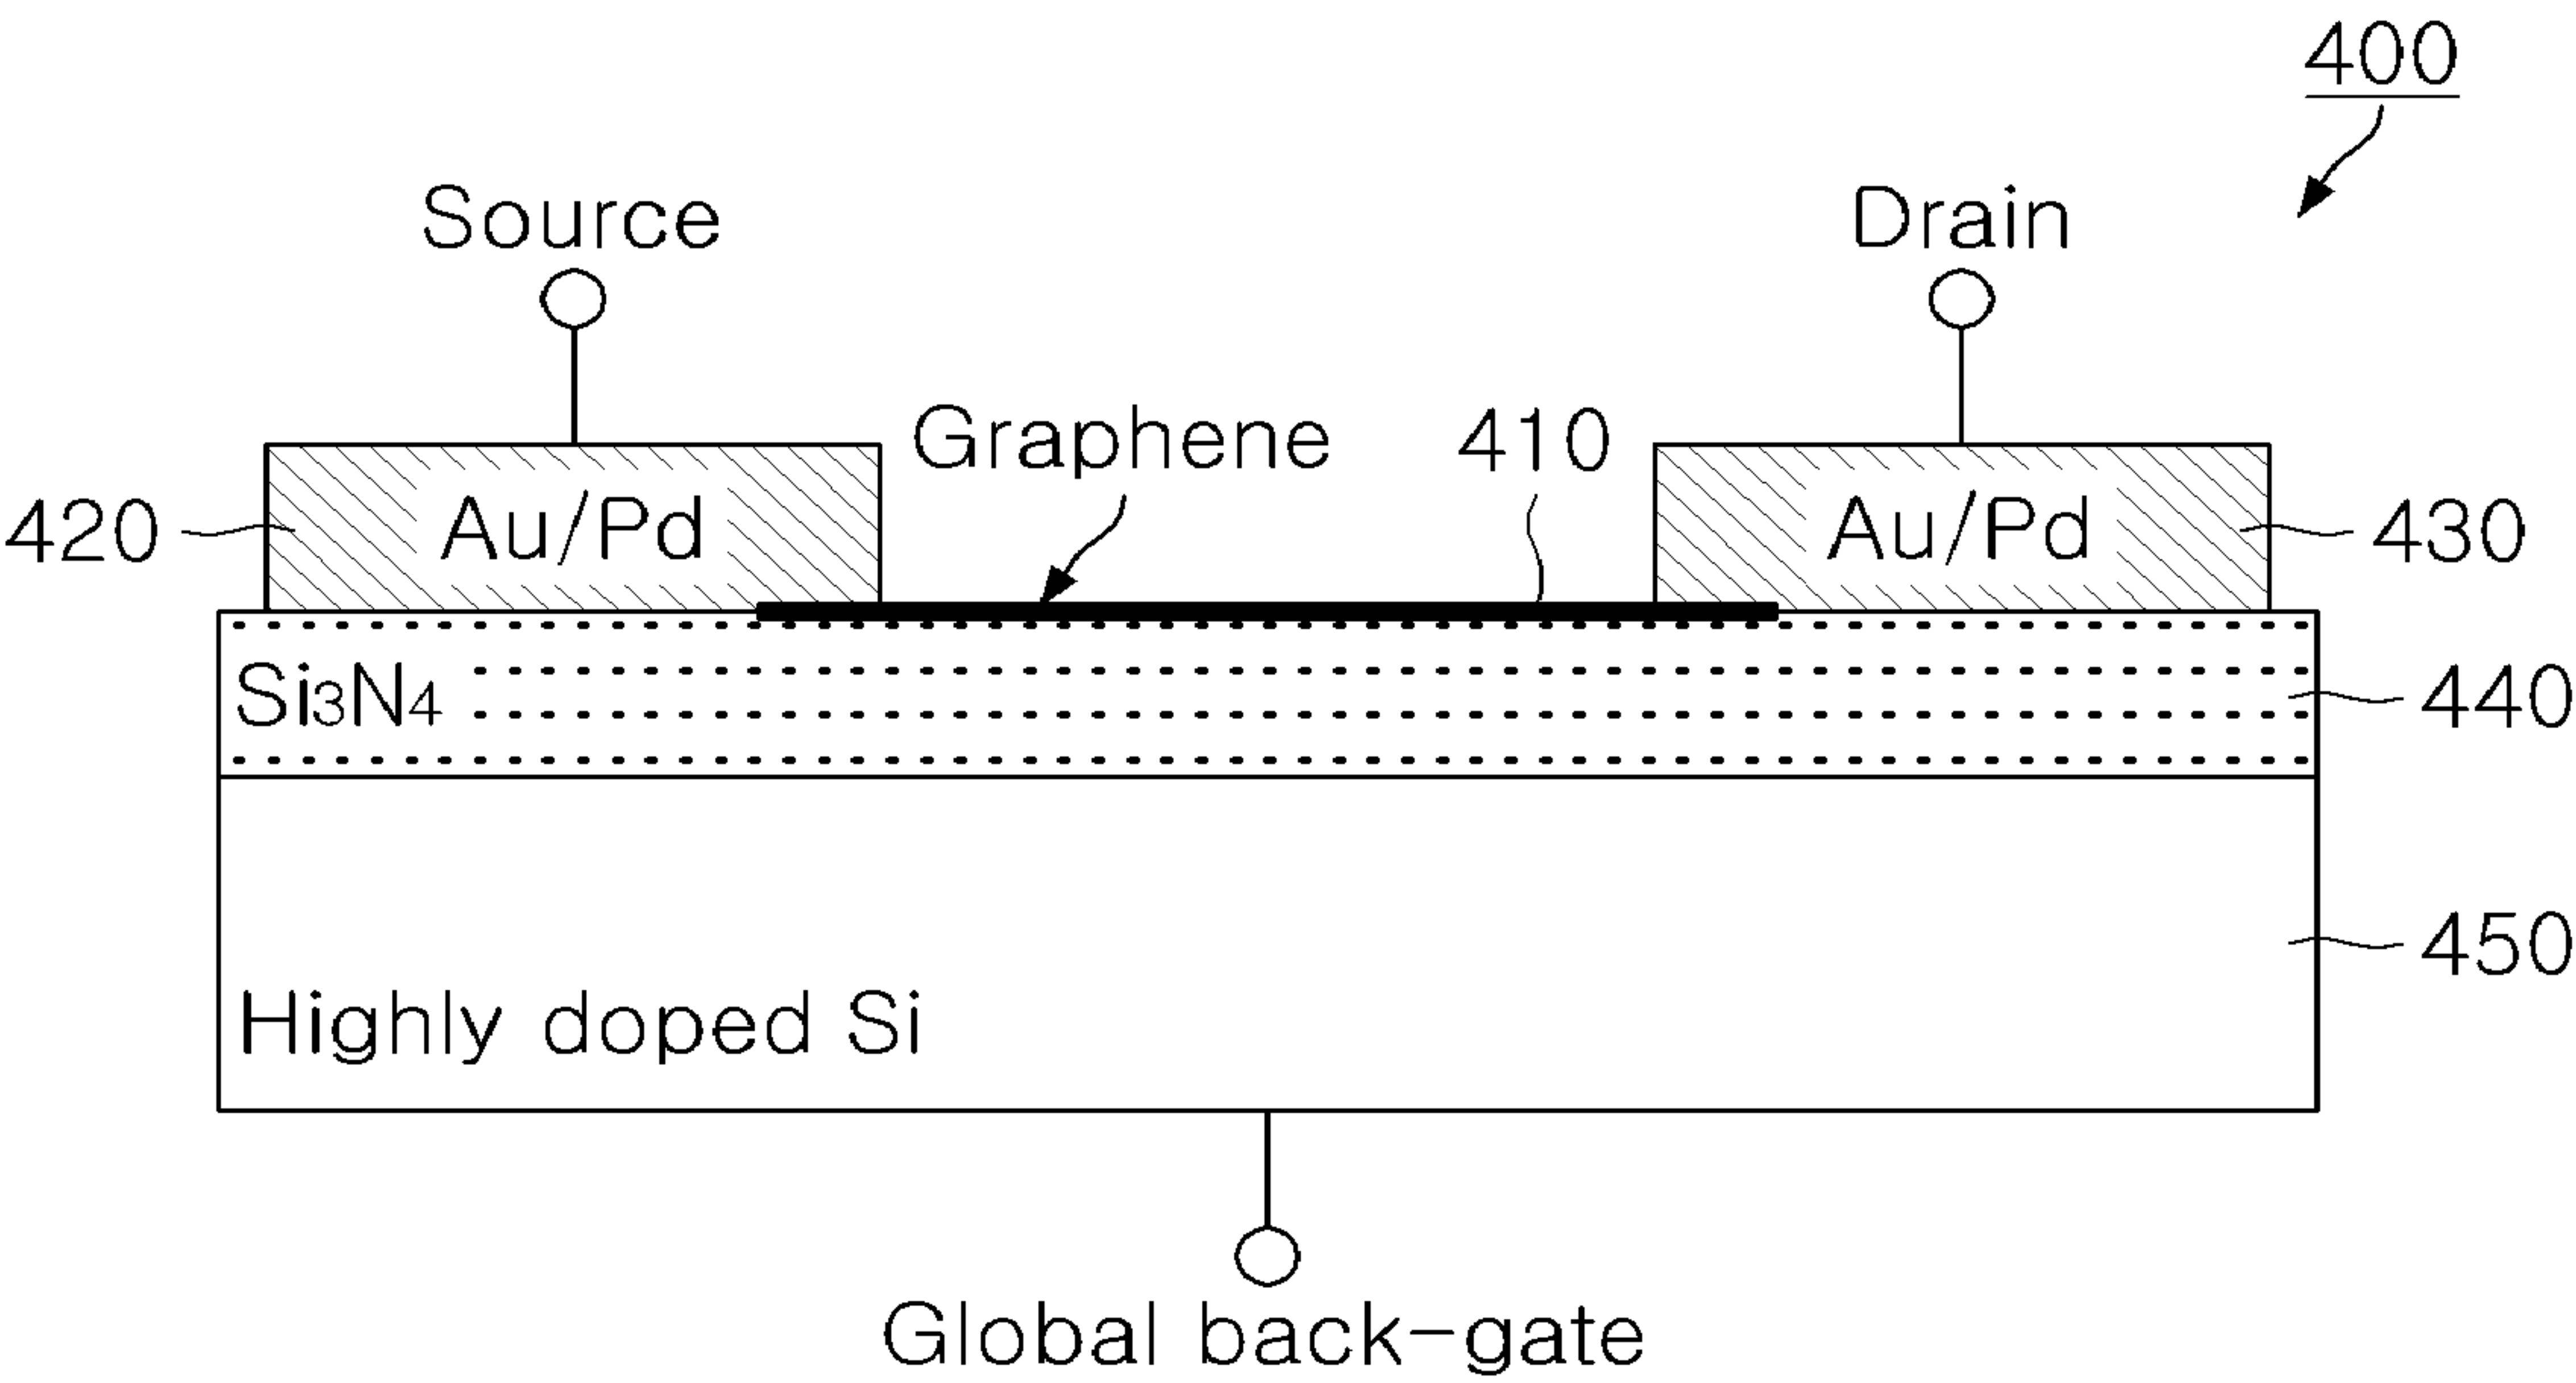 400
Source
Drain
Graphene
410
420
Au/Pd
Au/Pd
430
Si₃N₄
440
450
Highly doped Si
Global back-gate